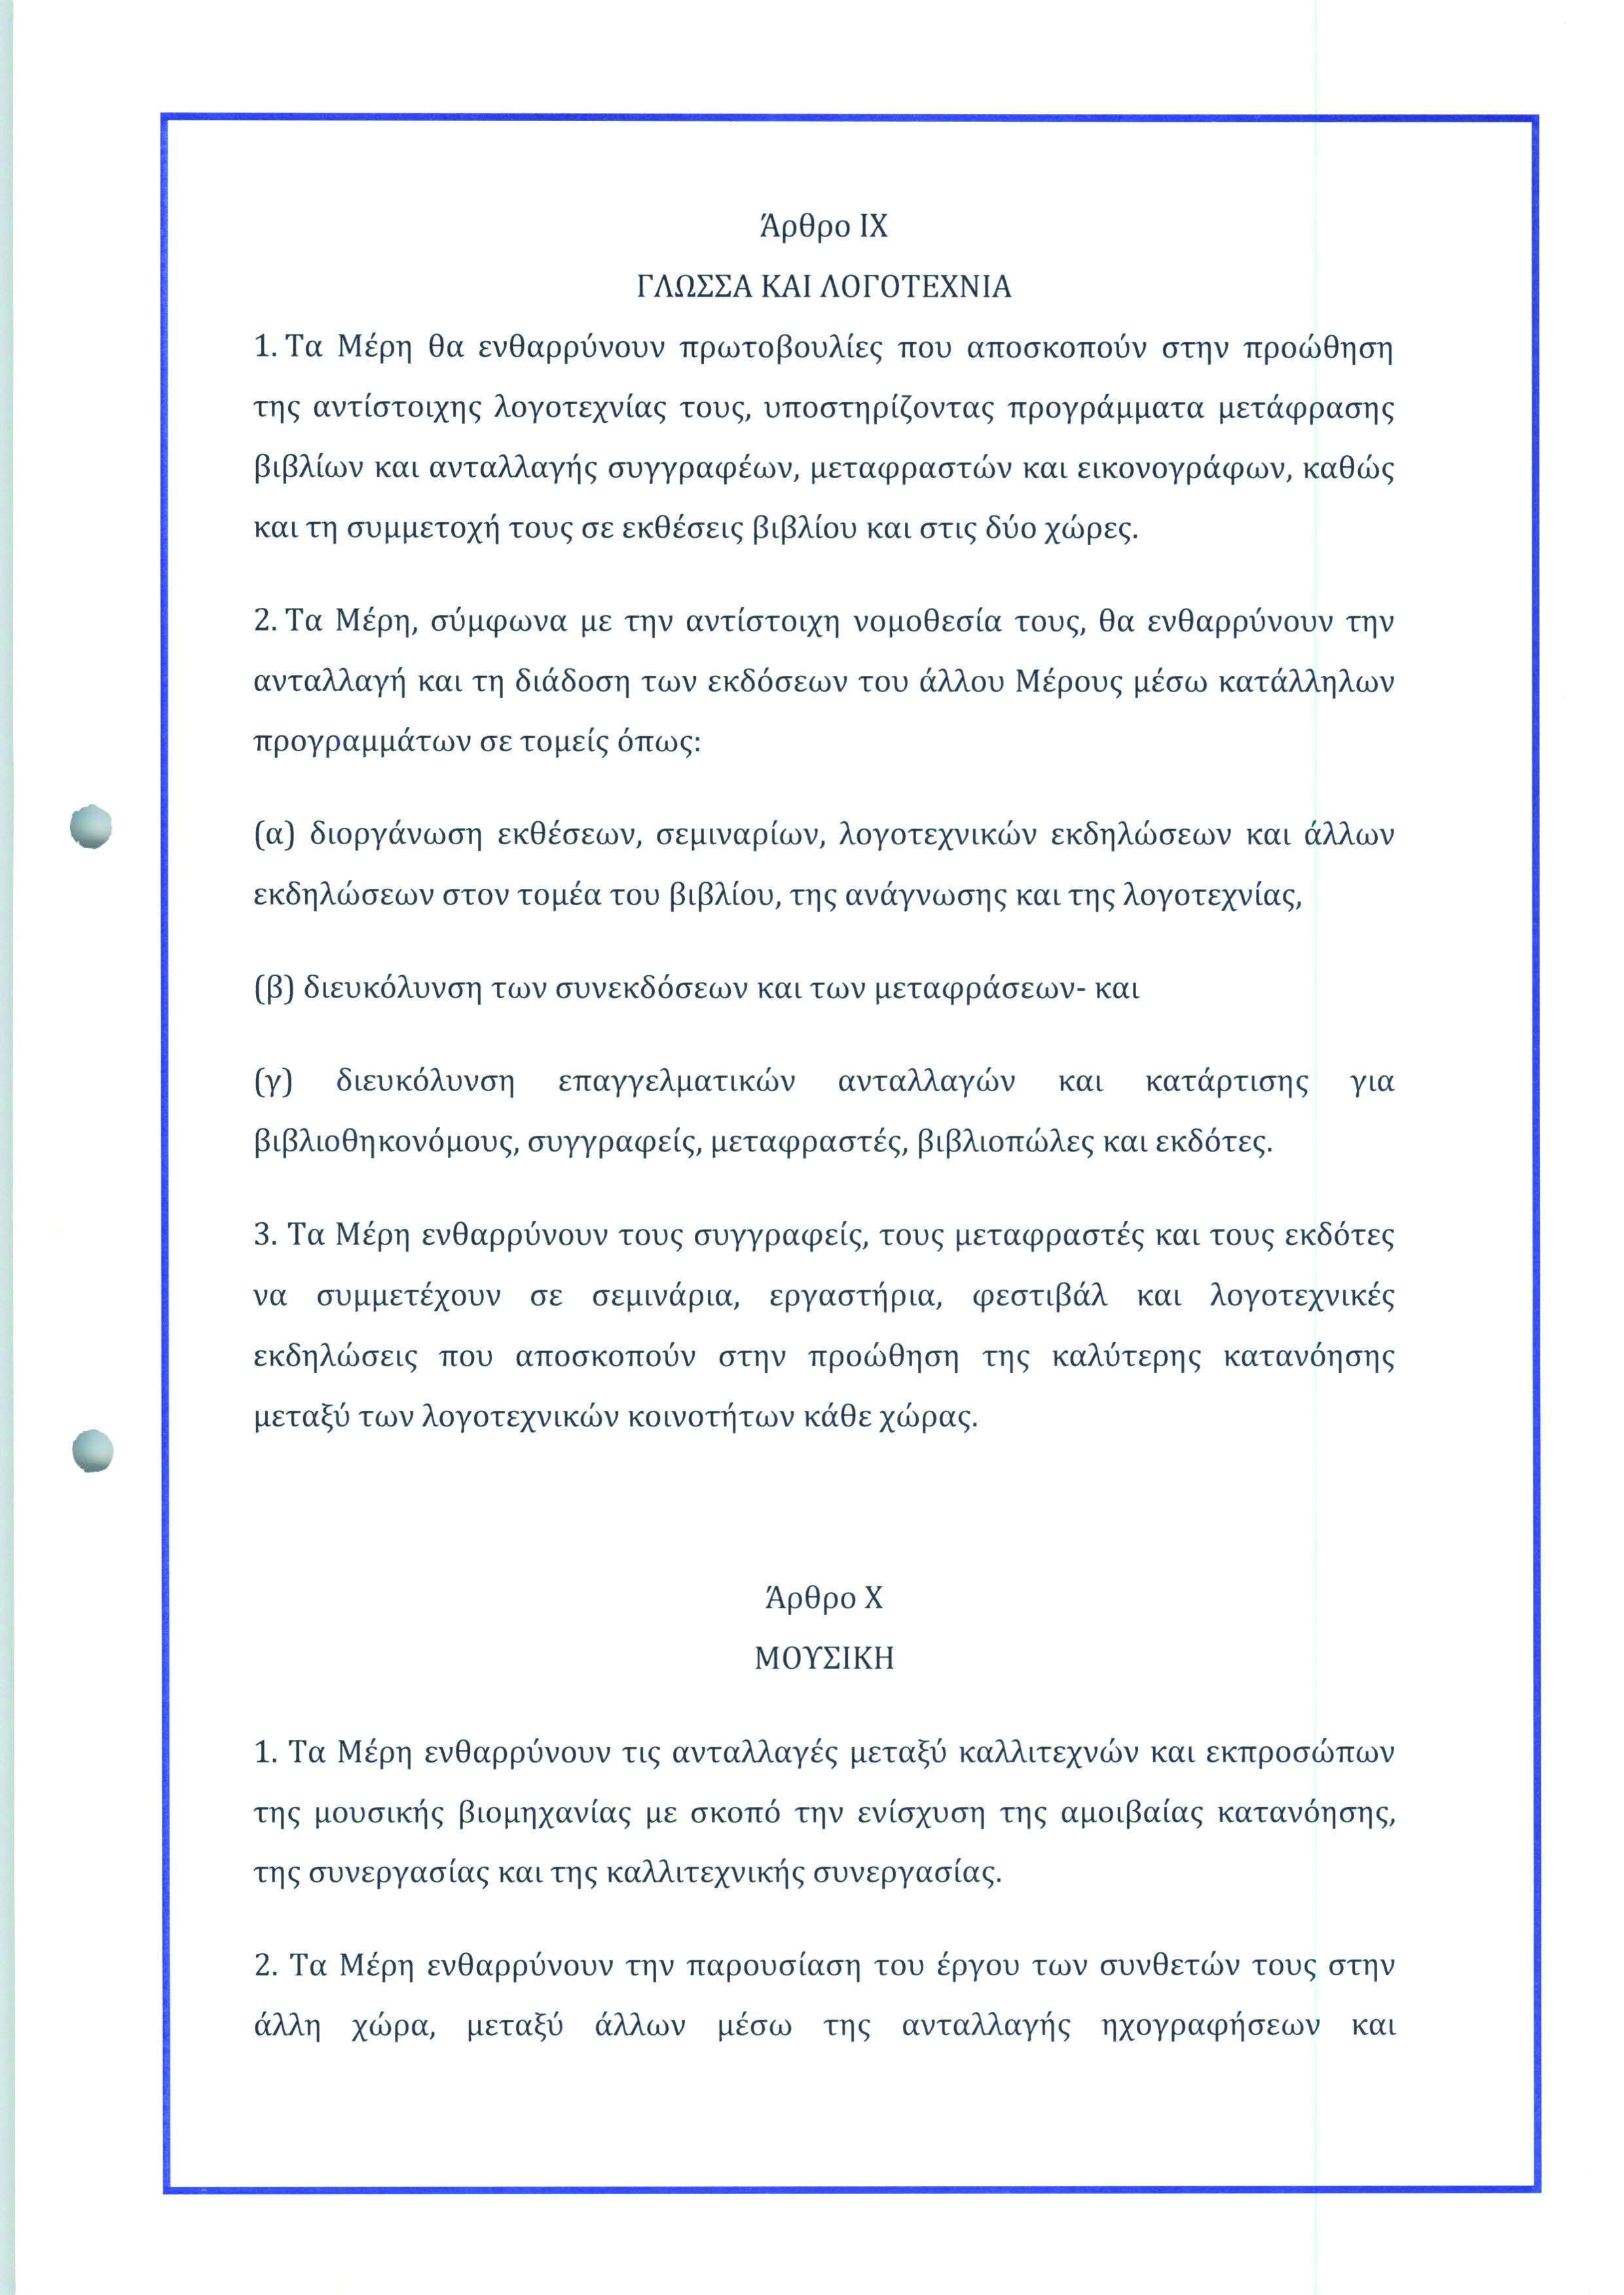 Άρθρο IX
ΓΛΩΣΣΑ ΚΑΙ ΛΟΓΟΤΕΧΝΙΑ
1. Τα Μέρη θα ενθαρρύνουν πρωτοβουλίες που αποσκοπούν στην προώθηση
της αντίστοιχης λογοτεχνίας τους, υποστηρίζοντας προγράμματα μετάφρασης
βιβλίων και ανταλλαγής συγγραφέων, μεταφραστών και εικονογράφων, καθώς
και τη συμμετοχή τους σε εκθέσεις βιβλίου και στις δύο χώρες.
2. Τα Μέρη, σύμφωνα με την αντίστοιχη νομοθεσία τους, θα ενθαρρύνουν την
ανταλλαγή και τη διάδοση των εκδόσεων του άλλου Μέρους μέσω κατάλληλων
προγραμμάτων σε τομείς όπως:
(α) διοργάνωση εκθέσεων, σεμιναρίων, λογοτεχνικών εκδηλώσεων και άλλων
εκδηλώσεων στον τομέα του βιβλίου, της ανάγνωσης και της λογοτεχνίας,
(β) διευκόλυνση των συνεκδόσεων και των μεταφράσεων- και
(γ) διευκόλυνση επαγγελματικών ανταλλαγών και κατάρτισης για
βιβλιοθηκονόμους, συγγραφείς, μεταφραστές, βιβλιοπώλες και εκδότες.
3. Τα Μέρη ενθαρρύνουν τους συγγραφείς, τους μεταφραστές και τους εκδότες
να συμμετέχουν σε σεμινάρια, εργαστήρια, φεστιβάλ και λογοτεχνικές
εκδηλώσεις που αποσκοπούν στην προώθηση της καλύτερης κατανόησης
μεταξύ των λογοτεχνικών κοινοτήτων κάθε χώρας.
Άρθρο X
ΜΟΥΣΙΚΗ
1. Τα Μέρη ενθαρρύνουν τις ανταλλαγές μεταξύ καλλιτεχνών και εκπροσώπων
της μουσικής βιομηχανίας με σκοπό την ενίσχυση της αμοιβαίας κατανόησης,
της συνεργασίας και της καλλιτεχνικής συνεργασίας.
2. Τα Μέρη ενθαρρύνουν την παρουσίαση του έργου των συνθετών τους στην
άλλη χώρα, μεταξύ άλλων μέσω της ανταλλαγής ηχογραφήσεων και